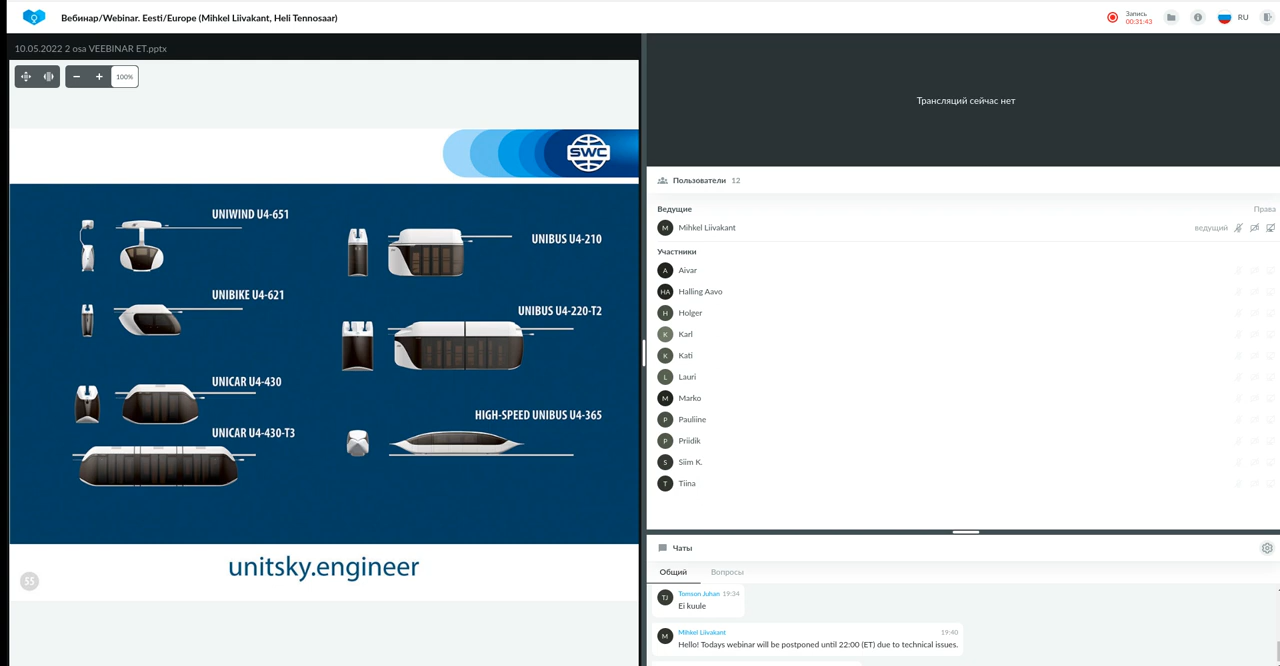 Вебинар/Webinar. Eesti/Europe (Mihkel Liivakant, Heli Tennosaar)
Запись
00:31:43
RU
10.05.2022 2 osa VEEBINAR ET.pptx
100%
SWC
UNIWIND U4-651
UNIBUS U4-210
UNIBIKE U4-621
UNIBUS U4-220-T2
UNICAR U4-430
HIGH-SPEED UNIBUS U4-365
UNICAR U4-430-T3
unitsky.engineer
55
Трансляций сейчас нет
Пользователи 12
Ведущие
Права
M Mihkel Liivakant
ведущий
Участники
A Aivar
HA Halling Aavo
H Holger
K Karl
K Kati
L Lauri
M Marko
P Pauliine
P Priidik
S Siim K.
T Tiina
Чаты
Общий Вопросы
TJ Tomson Juhan 19:34
Ei kuule
M Mihkel Liivakant 19:40
Hello! Todays webinar will be postponed until 22:00 (ET) due to technical issues.